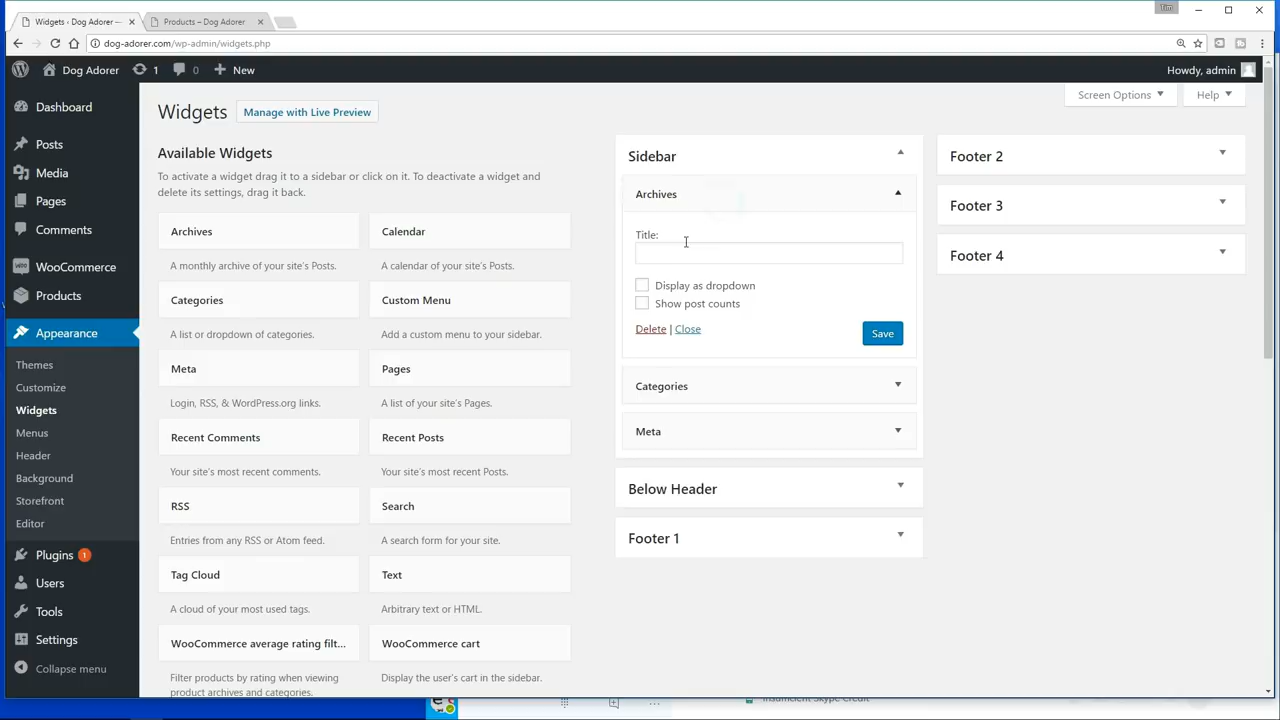 Tim
Widgets ‹ Dog Adorer —
Products – Dog Adorer
dog-adorer.com/wp-admin/widgets.php
Dog Adorer
1
0
New
Howdy, admin
Dashboard
Posts
Media
Pages
Comments
WooCommerce
Products
Appearance
Themes
Customize
Widgets
Menus
Header
Background
Storefront
Editor
Plugins 1
Users
Tools
Settings
Collapse menu
Screen Options
Help
Widgets
Manage with Live Preview
Available Widgets
To activate a widget drag it to a sidebar or click on it. To deactivate a widget and
delete its settings, drag it back.
Archives
A monthly archive of your site's Posts.
Calendar
A calendar of your site's Posts.
Categories
A list or dropdown of categories.
Custom Menu
Add a custom menu to your sidebar.
Meta
Login, RSS, & WordPress.org links.
Pages
A list of your site's Pages.
Recent Comments
Your site's most recent comments.
Recent Posts
Your site's most recent Posts.
RSS
Entries from any RSS or Atom feed.
Search
A search form for your site.
Tag Cloud
A cloud of your most used tags.
Text
Arbitrary text or HTML.
WooCommerce average rating filt...
Filter products by rating when viewing
product archives and categories.
WooCommerce cart
Display the user's cart in the sidebar.
Sidebar
Archives
Title:
Display as dropdown
Show post counts
Delete | Close
Save
Categories
Meta
Below Header
Footer 1
Footer 2
Footer 3
Footer 4
Insufficient Skype Credit